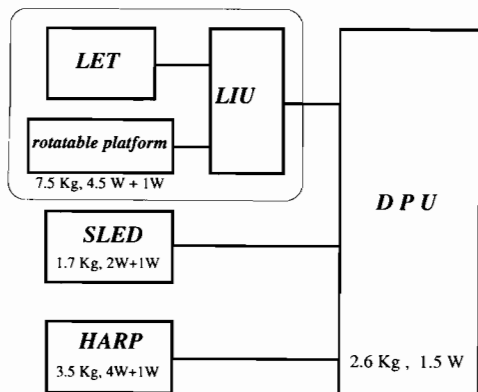 LET
LIU
rotatable platform
7.5 Kg, 4.5 W + 1W
D P U
SLED
1.7 Kg, 2W+1W
HARP
3.5 Kg, 4W+1W
2.6 Kg , 1.5 W